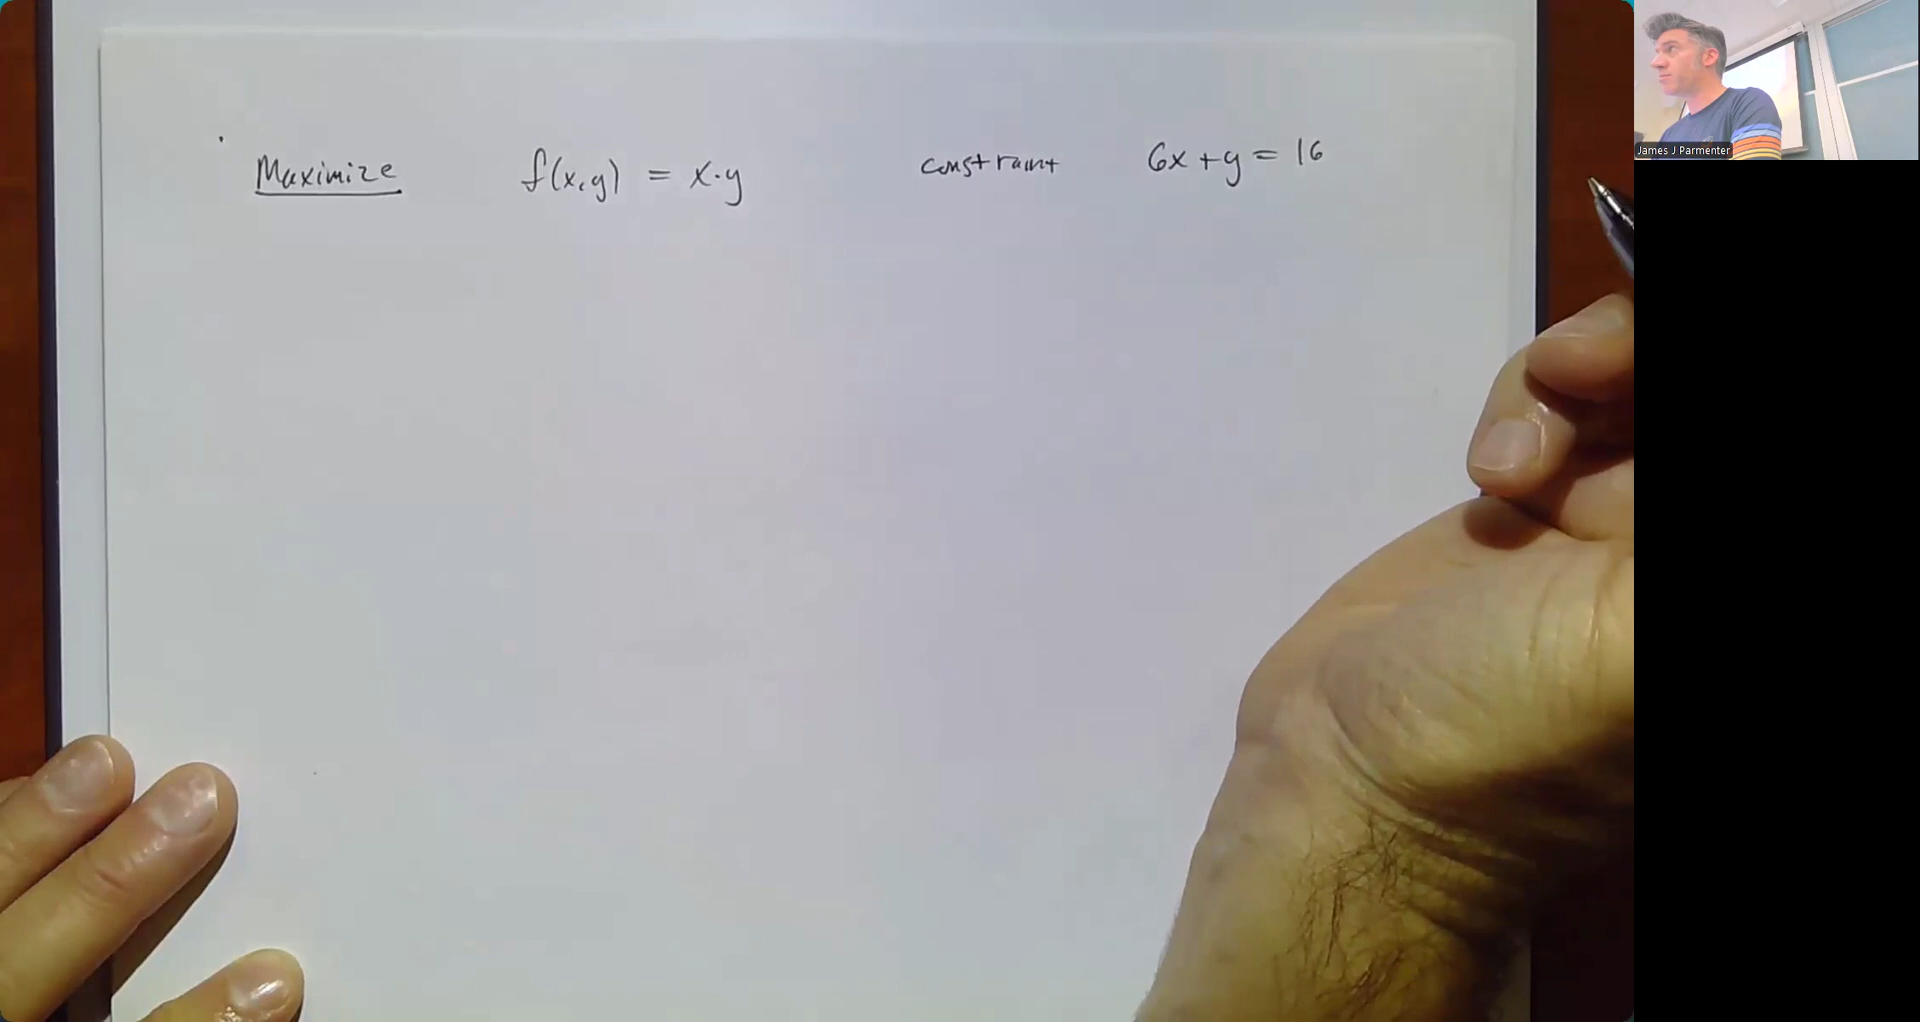 Maximize f(x,y) = x·y constraint 6x + y = 16
James J Parmenter